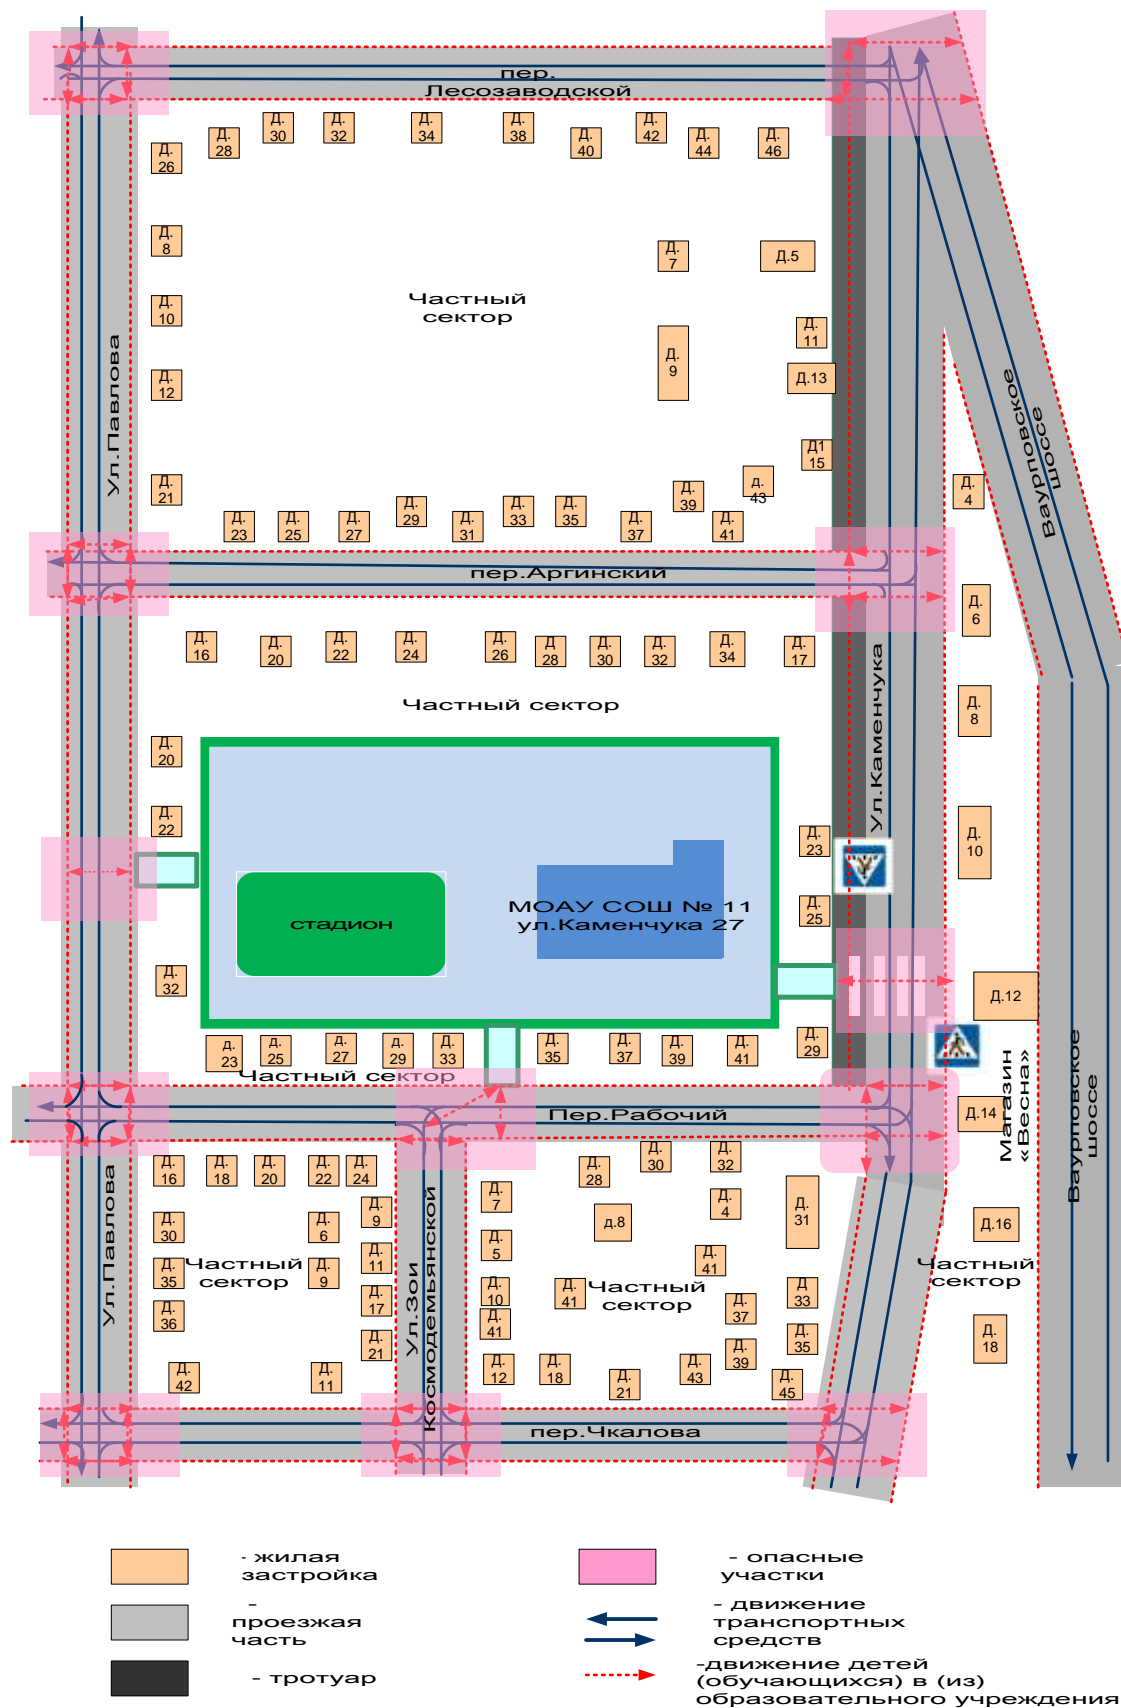 пер.
Лесозаводской
Д.
26
Д.
28
Д.
30
Д.
32
Д.
34
Д.
38
Д.
40
Д.
42
Д.
44
Д.
46
Д.
8
Д.
7
Д.5
Д.
10
Частный
сектор
Д.
11
Д.
9
Д.13
Д.
12
Ул.Павлова
Ваурповское
шоссе
Д1
15
Д.
21
Д.
4
Д.
23
Д.
25
Д.
27
Д.
29
Д.
31
Д.
33
Д.
35
Д.
37
Д.
39
Д.
41
д.
43
пер.Аргинский
Д.
6
Д.
16
Д.
20
Д.
22
Д.
24
Д.
26
Д
28
Д.
30
Д.
32
Д.
34
Д.
17
Частный сектор
Ул.Каменчука
Д.
8
Д.
20
Д.
22
Д.
23
Д.
10
МОАУ СОШ № 11
ул.Каменчука 27
стадион
Д.
25
Д.
32
Д.12
д.
23
д.
25
д.
27
д.
29
Д.
33
Д.
35
Д.
37
Д.
39
Д.
41
Д.
29
Частный сектор
Магазин
«Весна»
Ваурповское
шоссе
Пер.Рабочий
Д.14
Д.
16
Д.
18
Д.
20
Д.
22
Д.
24
Д.
28
Д.
30
Д.
32
Д.
9
Д.
7
Д.
4
Д.
31
Д.
30
Д.
6
д.8
Д.16
Ул.Павлова
Частный
сектор
Д.
11
Д.
5
Д.
41
Частный
сектор
Д.
35
Д.
9
Ул.Зои
Космодемьянской
Д.
10
Д.
41
Частный
сектор
Д.
33
Д.
17
Д.
37
Д.
36
Д.
41
Д.
35
Д.
18
Д.
21
Д.
39
Д.
42
Д.
11
Д.
12
Д.
18
Д.
21
Д.
43
Д.
45
пер.Чкалова
- жилая
застройка
- опасные
участки
-
проезжая
часть
- движение
транспортных
средств
- тротуар
-движение детей
(обучающихся) в (из)
образовательного учреждения